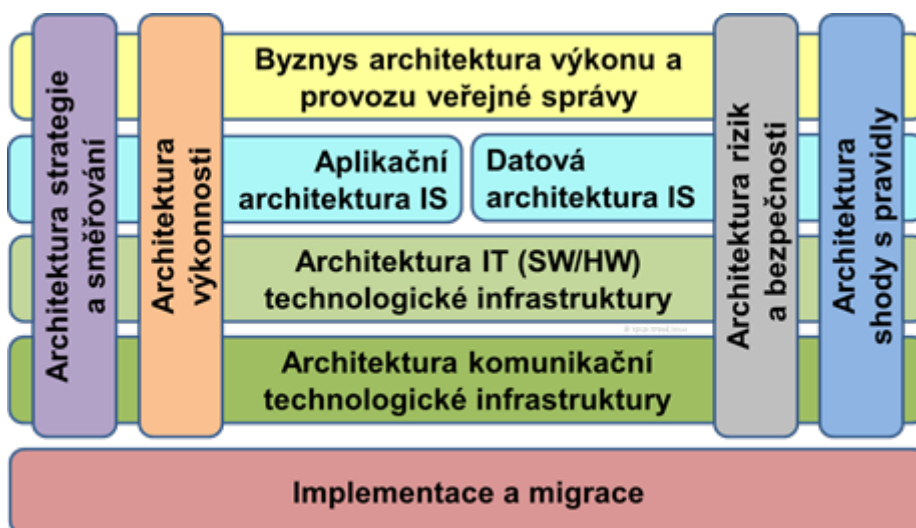 Architektura strategie
a směřování
Architektura
výkonnosti
Byznys architektura výkonu a
provozu veřejné správy
Aplikační
architektura IS
Datová
architektura IS
Architektura IT (SW/HW)
technologické infrastruktury
Architektura komunikační
technologické infrastruktury
Architektura rizik
a bezpečnosti
Architektura
shody s pravidly
Implementace a migrace